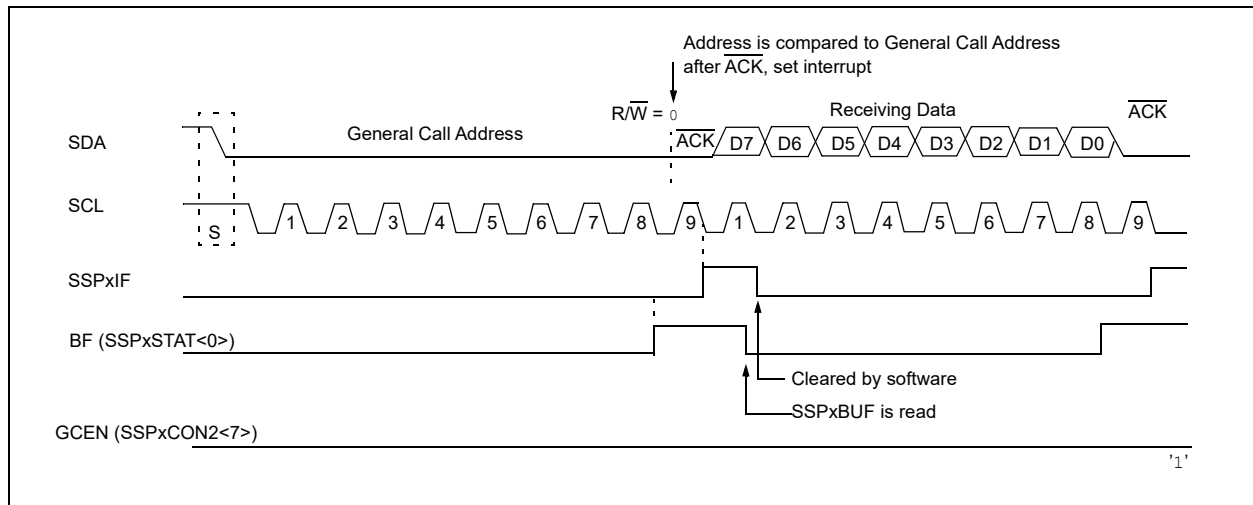 Address is compared to General Call Address
after A̅C̅K̅, set interrupt
R/W̅ = 0
Receiving Data
A̅C̅K̅
General Call Address
SDA
A̅C̅K̅
D7 D6 D5 D4 D3 D2 D1 D0
SCL
S
1 2 3 4 5 6 7 8 9 1 2 3 4 5 6 7 8 9
SSPxIF
BF (SSPxSTAT<0>)
Cleared by software
SSPxBUF is read
GCEN (SSPxCON2<7>)
'1'